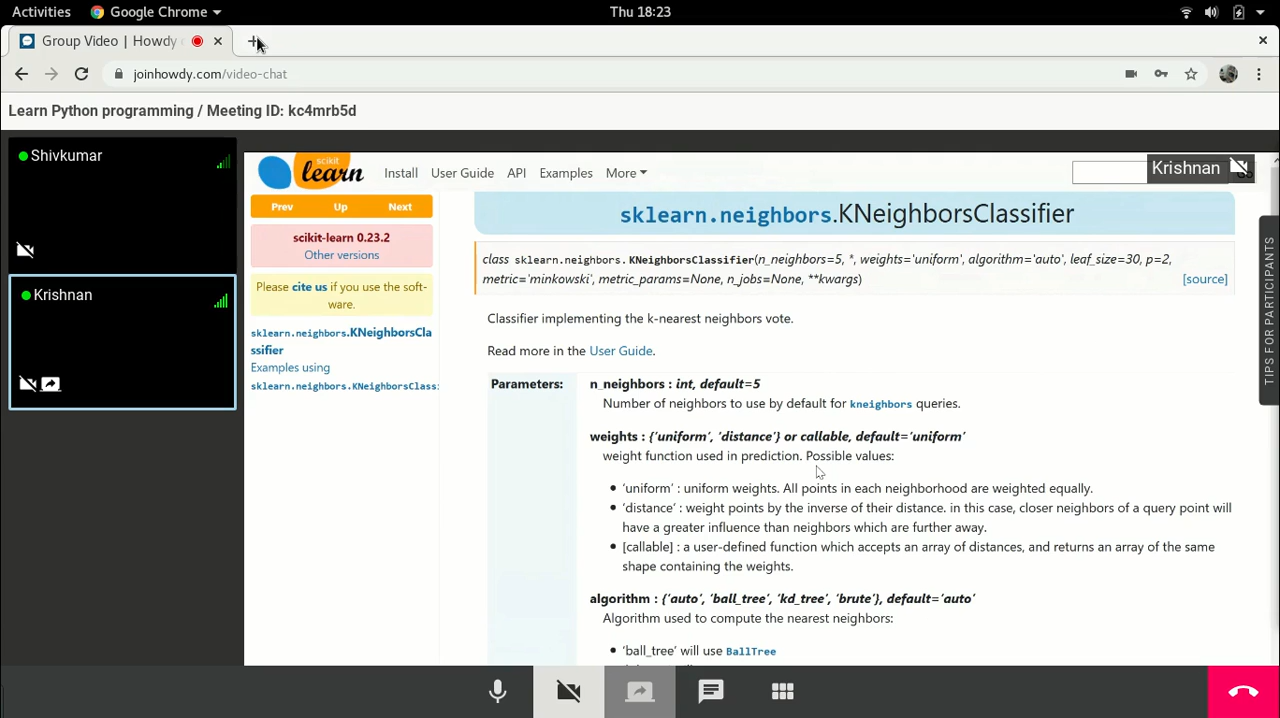 Activities Google Chrome Thu 18:23
Group Video | Howdy
joinhowdy.com/video-chat
Learn Python programming / Meeting ID: kc4mrb5d
Shivkumar
Krishnan
scikit
learn
Install User Guide API Examples More
Krishnan
Prev Up Next
scikit-learn 0.23.2
Other versions
Please cite us if you use the soft-
ware.
sklearn.neighbors.KNeighborsCla
ssifier
Examples using
sklearn.neighbors.KNeighborsClassi
sklearn.neighbors.KNeighborsClassifier
class sklearn.neighbors.KNeighborsClassifier(n_neighbors=5, *, weights='uniform', algorithm='auto', leaf_size=30, p=2,
metric='minkowski', metric_params=None, n_jobs=None, **kwargs) [source]
Classifier implementing the k-nearest neighbors vote.
Read more in the User Guide.
Parameters: n_neighbors : int, default=5
Number of neighbors to use by default for kneighbors queries.
weights : {'uniform', 'distance'} or callable, default='uniform'
weight function used in prediction. Possible values:
• 'uniform' : uniform weights. All points in each neighborhood are weighted equally.
• 'distance' : weight points by the inverse of their distance. in this case, closer neighbors of a query point will
have a greater influence than neighbors which are further away.
• [callable] : a user-defined function which accepts an array of distances, and returns an array of the same
shape containing the weights.
algorithm : {'auto', 'ball_tree', 'kd_tree', 'brute'}, default='auto'
Algorithm used to compute the nearest neighbors:
• 'ball_tree' will use BallTree
TIPS FOR PARTICIPANTS